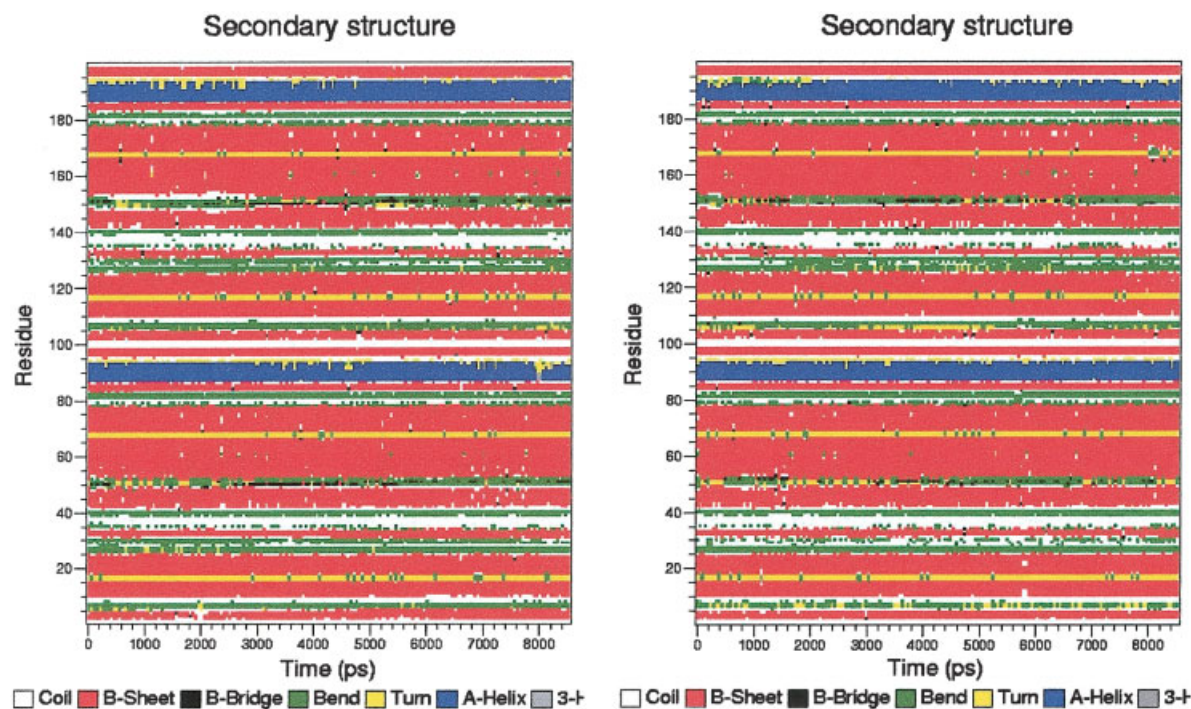 Secondary structure
Residue
180
160
140
120
100
80
60
40
20
0 1000 2000 3000 4000 5000 6000 7000 8000
Time (ps)
Coil B-Sheet B-Bridge Bend Turn A-Helix 3-H
Secondary structure
Residue
180
160
140
120
100
80
60
40
20
0 1000 2000 3000 4000 5000 6000 7000 8000
Time (ps)
Coil B-Sheet B-Bridge Bend Turn A-Helix 3-H